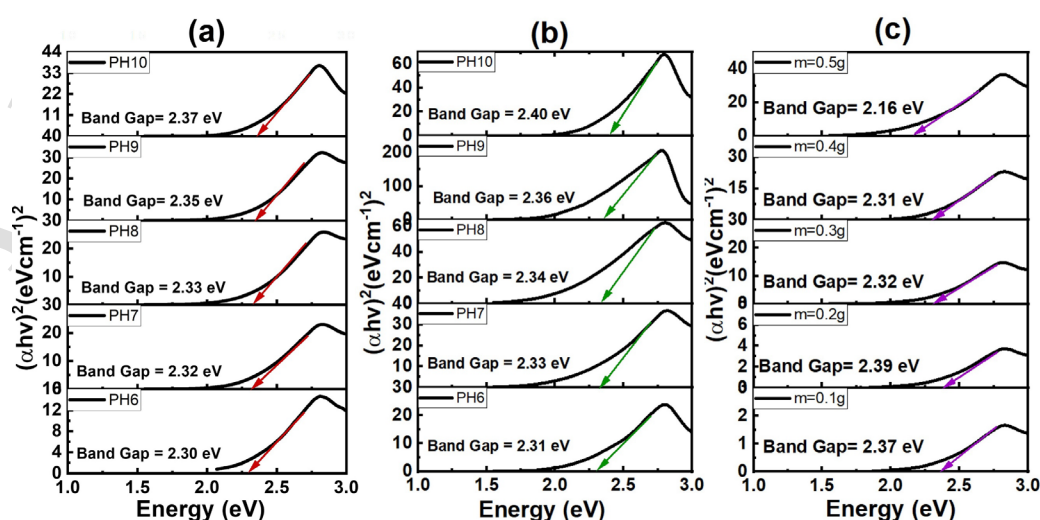 (a)
(αhν)²(eVcm⁻¹)²
44
33
22
11
40
PH10
Band Gap= 2.37 eV
30
20
10
30
PH9
Band Gap= 2.35 eV
20
10
30
PH8
Band Gap = 2.33 eV
20
10
16
PH7
Band Gap = 2.32 eV
12
8
4
0
PH6
Band Gap = 2.30 eV
1.0 1.5 2.0 2.5 3.0
Energy (eV)
(b)
(αhν)²(eVcm⁻¹)²
60
40
20
0
PH10
Band Gap= 2.40 eV
200
100
60
PH9
Band Gap = 2.36 eV
40
20
40
PH8
Band Gap = 2.34 eV
30
20
10
30
PH7
Band Gap = 2.33 eV
20
10
0
PH6
Band Gap = 2.31 eV
1.0 1.5 2.0 2.5 3.0
Energy (eV)
(c)
(αhν)²(eVcm⁻¹)²
40
20
0
m=0.5g
Band Gap= 2.16 eV
30
15
30
m=0.4g
Band Gap= 2.31 eV
20
10
m=0.3g
Band Gap= 2.32 eV
6
4
2
0
m=0.2g
Band Gap= 2.39 eV
2
1
0
m=0.1g
Band Gap= 2.37 eV
1.0 1.5 2.0 2.5 3.0
Energy (eV)